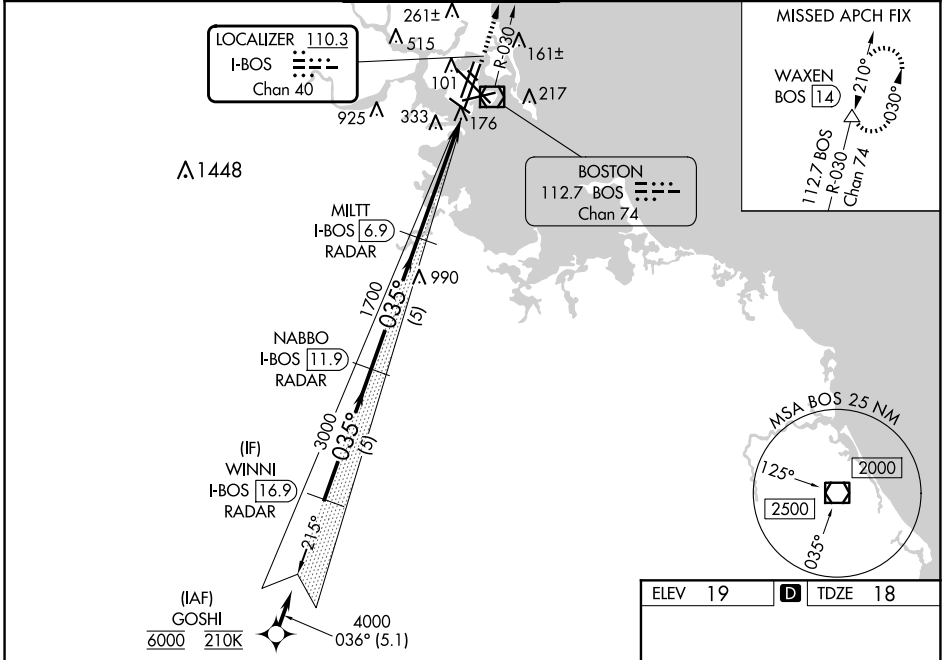 LOCALIZER 110.3
I-BOS
Chan 40
261±
515
R-030
161±
101
217
925
333
176
1448
MISSED APCH FIX
WAXEN
BOS 14
210°
030°
112.7 BOS
R-030
Chan 74
BOSTON
112.7 BOS
Chan 74
MILTT
I-BOS 6.9
RADAR
990
1700
035°
(5)
NABBO
I-BOS 11.9
RADAR
3000
035°
(5)
(IF)
WINNI
I-BOS 16.9
RADAR
215°
(IAF)
GOSHI
6000 210K
4000
036° (5.1)
MSA BOS 25 NM
125°
2000
2500
035°
ELEV 19 D TDZE 18